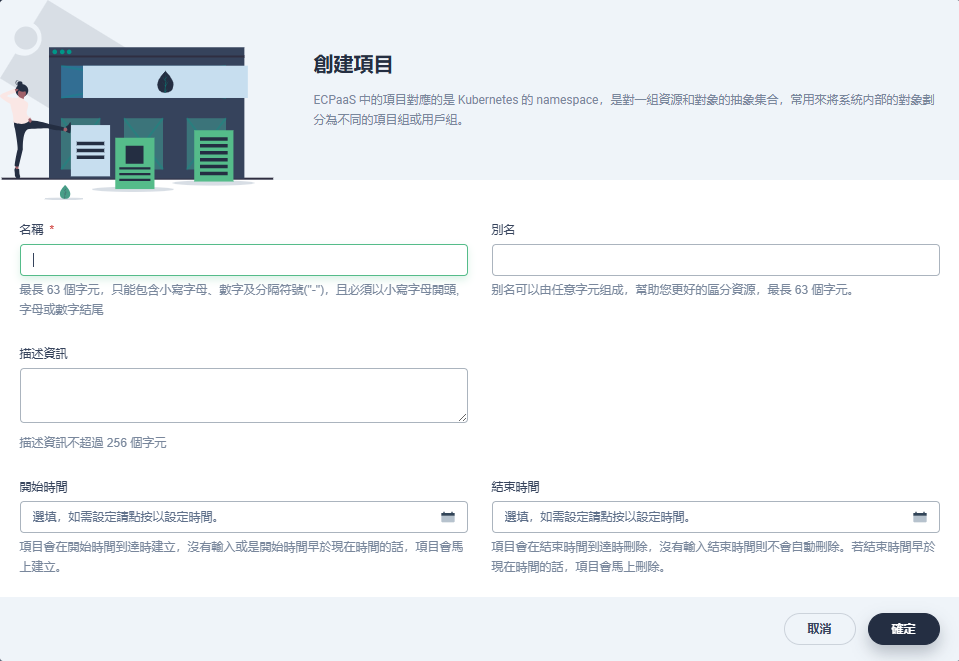 創建項目
ECPaaS 中的項目對應的是 Kubernetes 的 namespace，是對一組資源和對象的抽象集合，常用來將系統內部的對象劃
分為不同的項目組或用戶組。
名稱 *
別名
最長 63 個字元，只能包含小寫字母、數字及分隔符號("-")，且必須以小寫字母開頭,
字母或數字結尾
別名可以由任意字元組成，幫助您更好的區分資源，最長 63 個字元。
描述資訊
描述資訊不超過 256 個字元
開始時間
結束時間
選填，如需設定請點按以設定時間。
選填，如需設定請點按以設定時間。
項目會在開始時間到達時建立，沒有輸入或是開始時間早於現在時間的話，項目會馬
上建立。
項目會在結束時間到達時刪除，沒有輸入結束時間則不會自動刪除。若結束時間早於
現在時間的話，項目會馬上刪除。
取消
確定